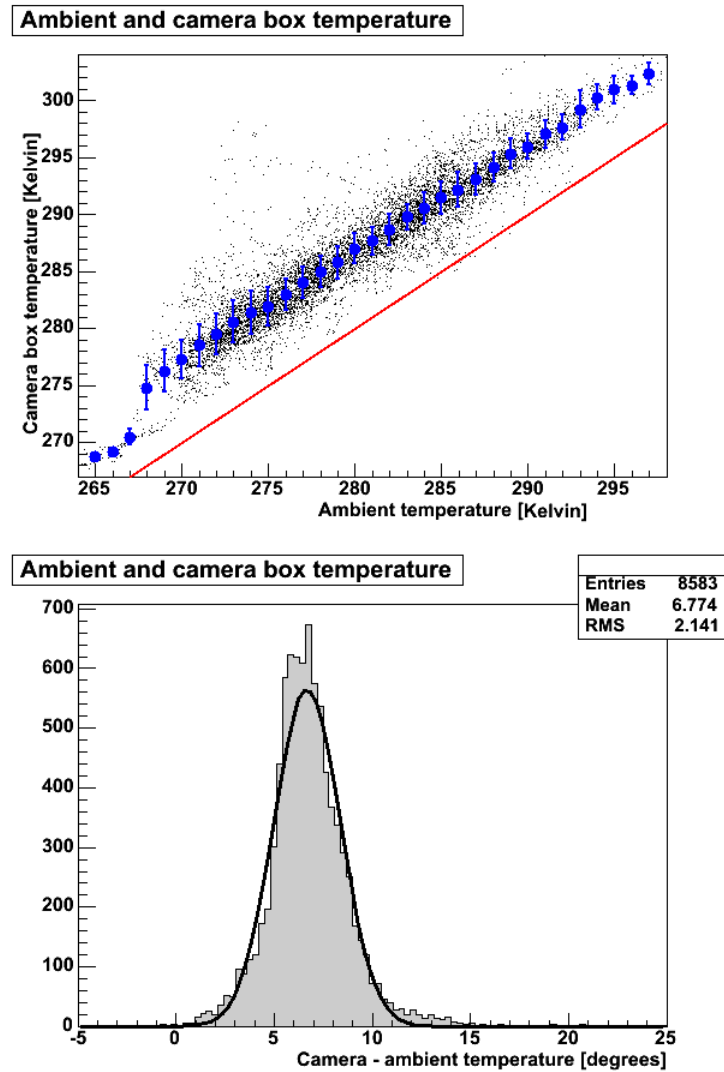 Ambient and camera box temperature
Camera box temperature [Kelvin]
300
295
290
285
280
275
270
265 270 275 280 285 290 295
Ambient temperature [Kelvin]
Ambient and camera box temperature
Entries 8583
Mean 6.774
RMS 2.141
700
600
500
400
300
200
100
0
-5 0 5 10 15 20 25
Camera - ambient temperature [degrees]